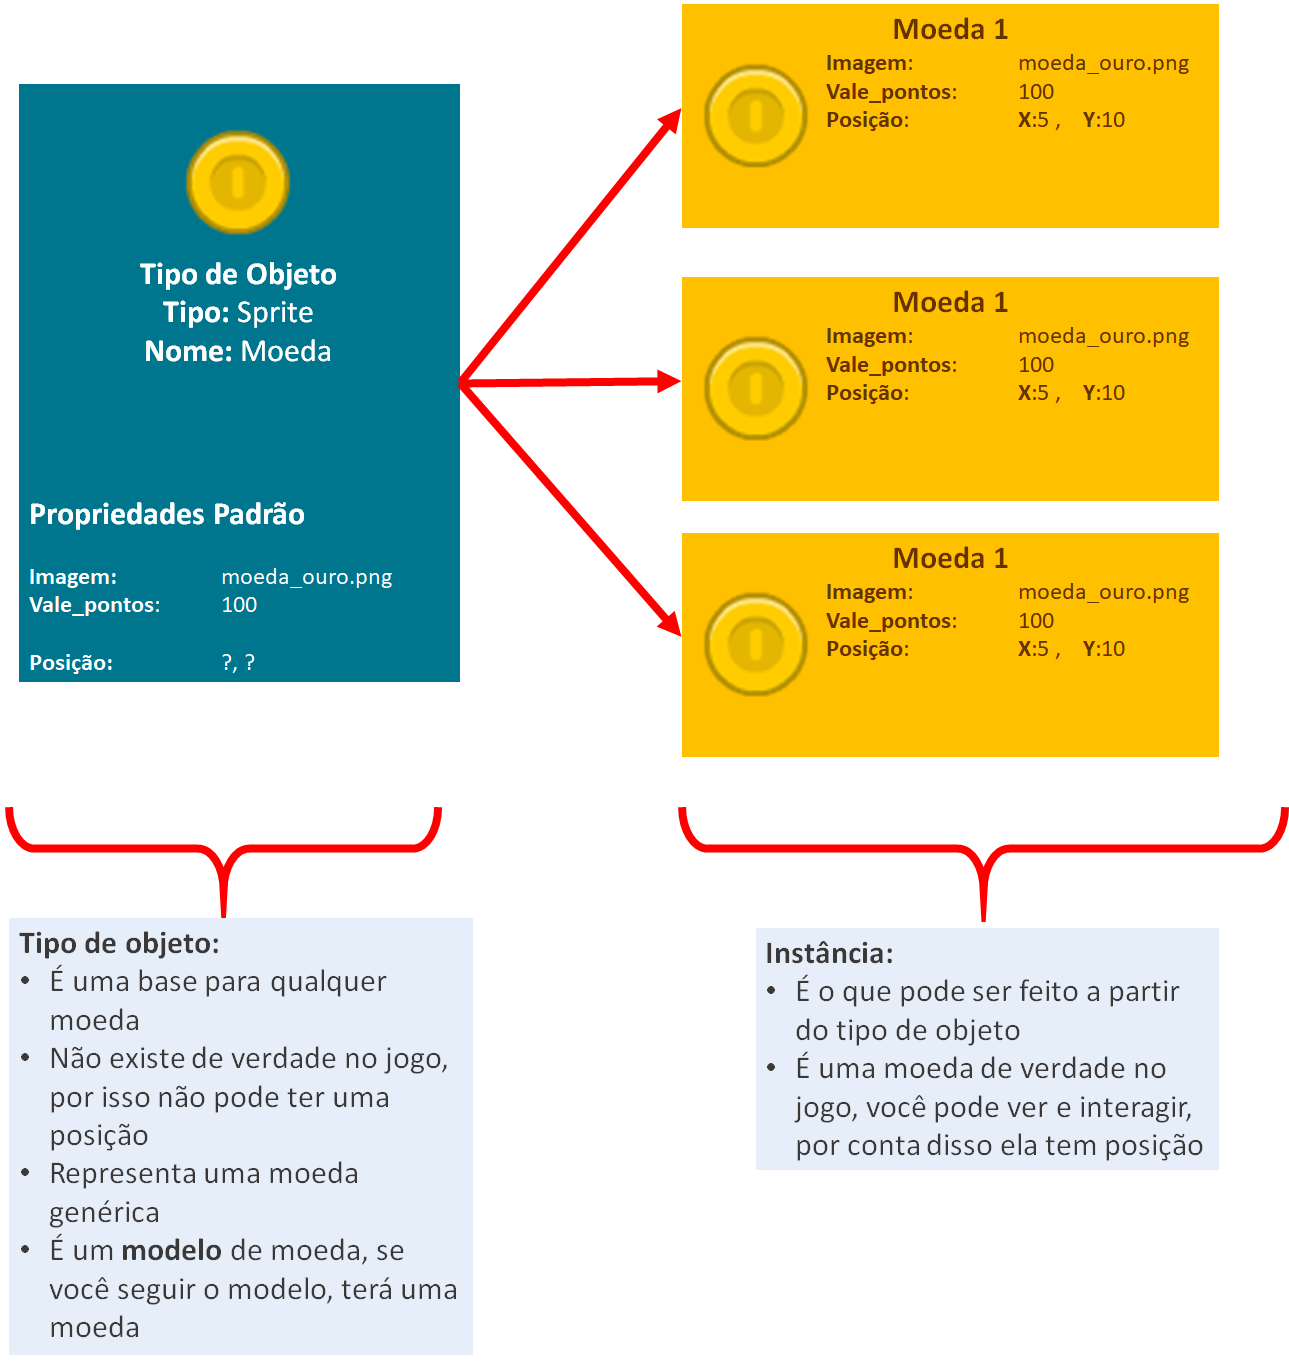 Tipo de Objeto
Tipo: Sprite
Nome: Moeda
Propriedades Padrão
Imagem: moeda_ouro.png
Vale_pontos: 100
Posição: ?, ?
Moeda 1
Imagem: moeda_ouro.png
Vale_pontos: 100
Posição: X:5 , Y:10
Moeda 1
Imagem: moeda_ouro.png
Vale_pontos: 100
Posição: X:5 , Y:10
Moeda 1
Imagem: moeda_ouro.png
Vale_pontos: 100
Posição: X:5 , Y:10
Tipo de objeto:
• É uma base para qualquer
moeda
• Não existe de verdade no jogo,
por isso não pode ter uma
posição
• Representa uma moeda
genérica
• É um modelo de moeda, se
você seguir o modelo, terá uma
moeda
Instância:
• É o que pode ser feito a partir
do tipo de objeto
• É uma moeda de verdade no
jogo, você pode ver e interagir,
por conta disso ela tem posição